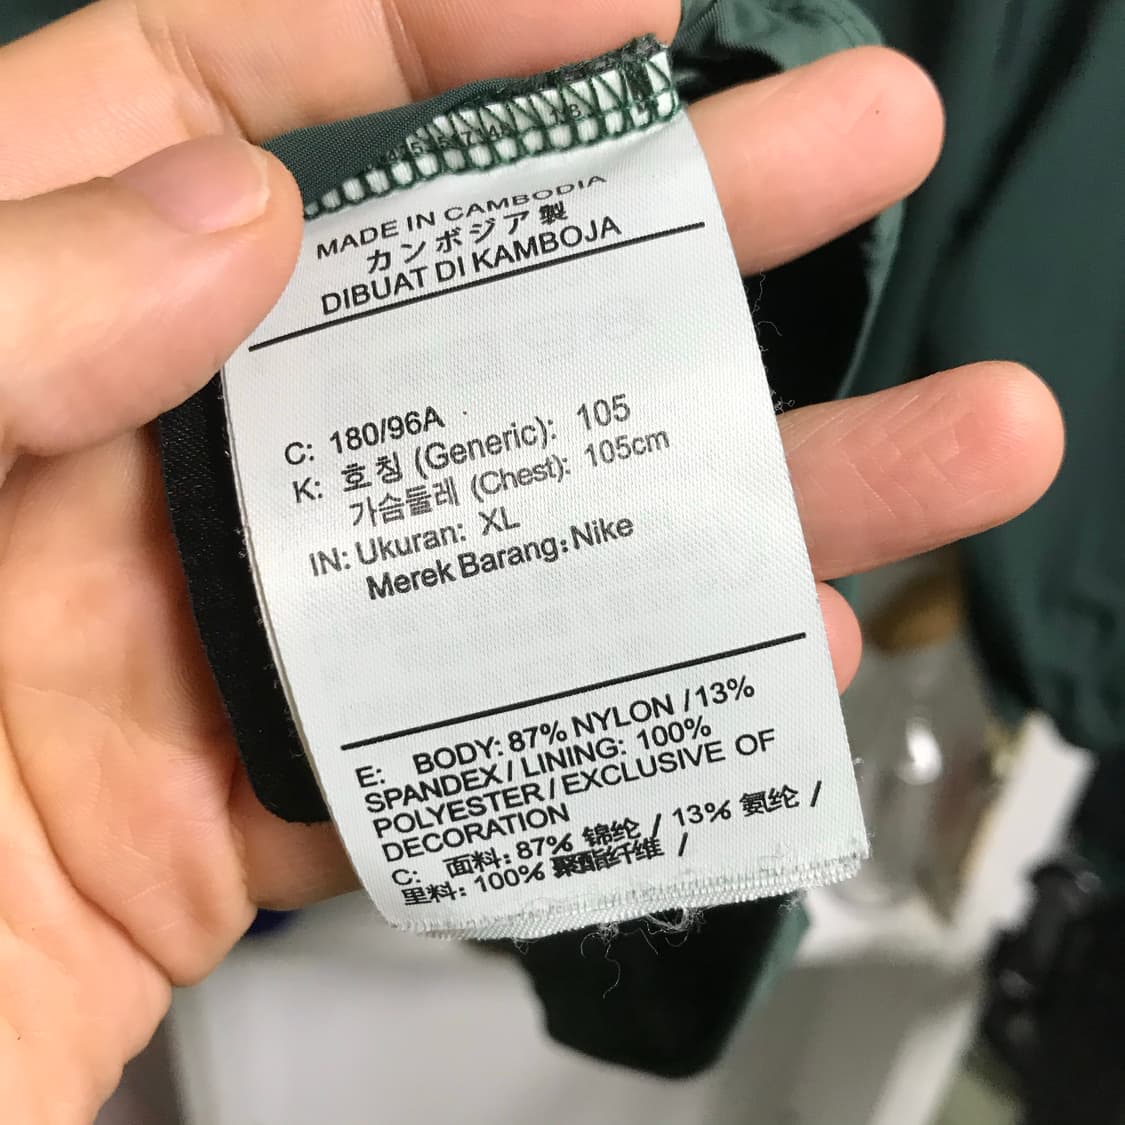 MADE IN CAMBODIA
カンボジア製
DIBUAT DI KAMBOJA
C: 180/96A
K: 호칭 (Generic): 105
가슴둘레 (Chest): 105cm
IN: Ukuran: XL
Merek Barang: Nike
E: BODY: 87% NYLON / 13%
SPANDEX / LINING: 100%
POLYESTER / EXCLUSIVE OF
DECORATION
C: 面料: 87% 锦纶 / 13% 氨纶 /
里料: 100% 聚酯纤维 /